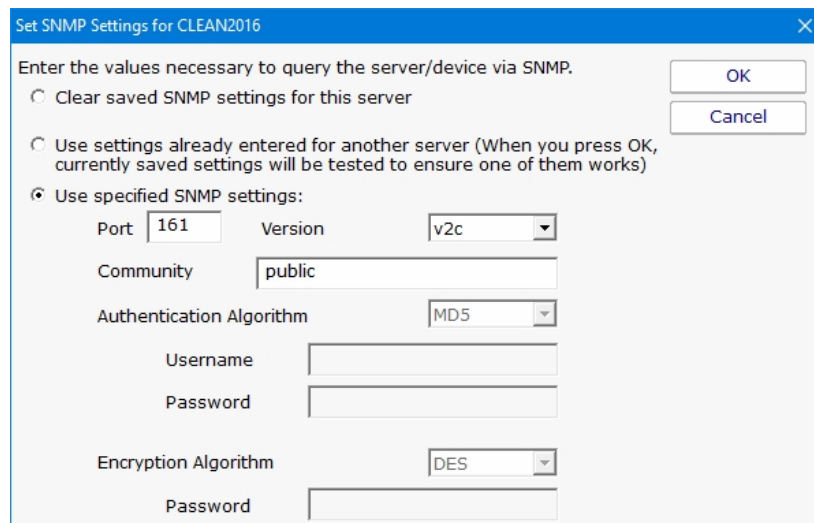 Set SNMP Settings for CLEAN2016
Enter the values necessary to query the server/device via SNMP.
OK
Clear saved SNMP settings for this server
Cancel
Use settings already entered for another server (When you press OK,
currently saved settings will be tested to ensure one of them works)
Use specified SNMP settings:
Port 161 Version v2c
Community public
Authentication Algorithm MD5
Username
Password
Encryption Algorithm DES
Password